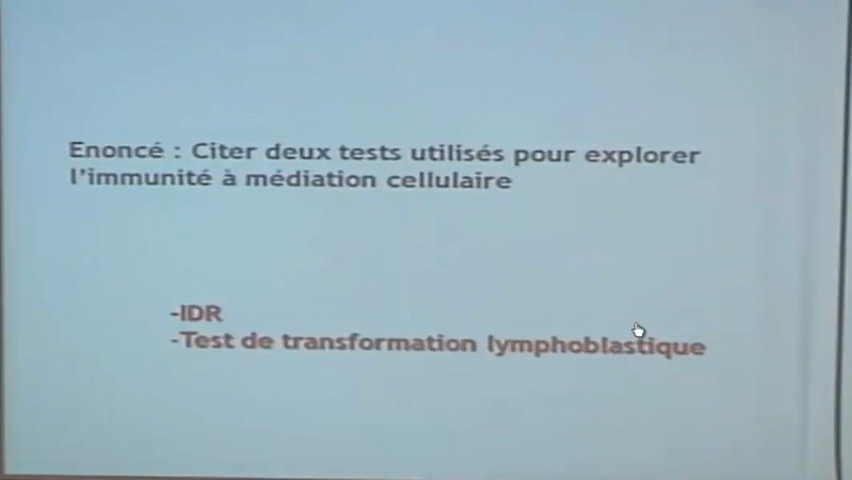 Enoncé : Citer deux tests utilisés pour explorer
l'immunité à médiation cellulaire
-IDR
-Test de transformation lymphoblastique